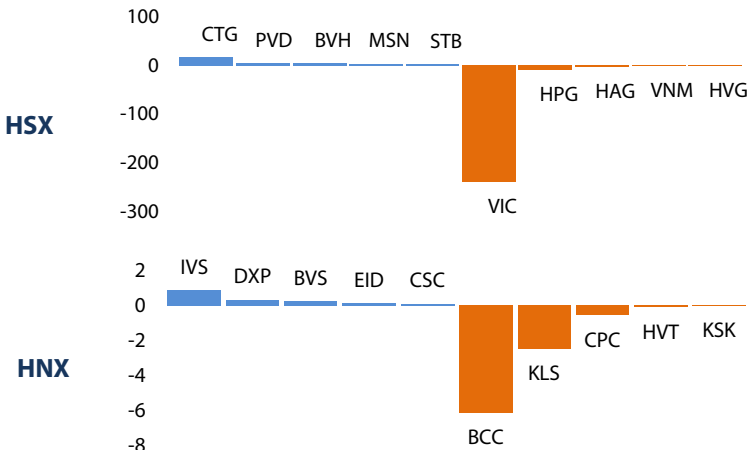 100
CTG PVD BVH MSN STB
0
HPG HAG VNM HVG
-100
HSX
-200
VIC
-300
IVS DXP BVS EID CSC
2
0
-2
HVT KSK
CPC
HNX
-4
KLS
-6
BCC
-8